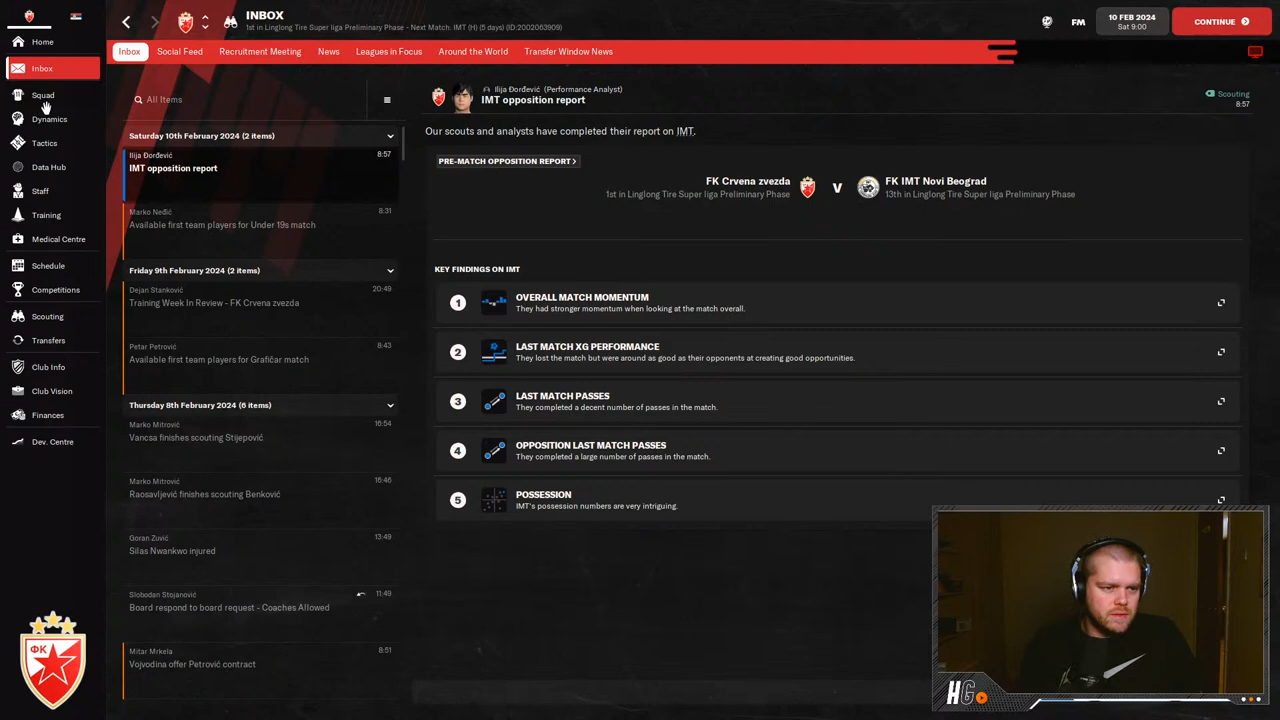 INBOX
1st in Linglong Tire Super liga Preliminary Phase - Next Match: IMT (H) (5 days) (ID:2002063909)
FM
10 FEB 2024
Sat 9:00
CONTINUE
Home
Inbox
Squad
Dynamics
Tactics
Data Hub
Staff
Training
Medical Centre
Schedule
Competitions
Scouting
Transfers
Club Info
Club Vision
Finances
Dev. Centre
ФК
Inbox
Social Feed
Recruitment Meeting
News
Leagues in Focus
Around the World
Transfer Window News
All Items
Saturday 10th February 2024 (2 items)
Ilija Đorđević
8:57
IMT opposition report
Marko Nedić
8:31
Available first team players for Under 19s match
Friday 9th February 2024 (2 items)
Dejan Stanković
20:49
Training Week In Review - FK Crvena zvezda
Petar Petrović
8:43
Available first team players for Grafičar match
Thursday 8th February 2024 (6 items)
Marko Mitrović
16:54
Vancsa finishes scouting Stijepović
Marko Mitrović
16:46
Raosavljević finishes scouting Benković
Goran Zuvić
13:49
Silas Nwankwo injured
Slobodan Stojanović
11:49
Board respond to board request - Coaches Allowed
Mitar Mrkela
8:51
Vojvodina offer Petrović contract
Ilija Đorđević (Performance Analyst)
IMT opposition report
Scouting
8:57
Our scouts and analysts have completed their report on IMT.
PRE-MATCH OPPOSITION REPORT
FK Crvena zvezda
1st in Linglong Tire Super liga Preliminary Phase
V
FK IMT Novi Beograd
13th in Linglong Tire Super liga Preliminary Phase
KEY FINDINGS ON IMT
1
OVERALL MATCH MOMENTUM
They had stronger momentum when looking at the match overall.
2
LAST MATCH XG PERFORMANCE
They lost the match but were around as good as their opponents at creating good opportunities.
3
LAST MATCH PASSES
They completed a decent number of passes in the match.
4
OPPOSITION LAST MATCH PASSES
They completed a large number of passes in the match.
5
POSSESSION
IMT's possession numbers are very intriguing.
HG